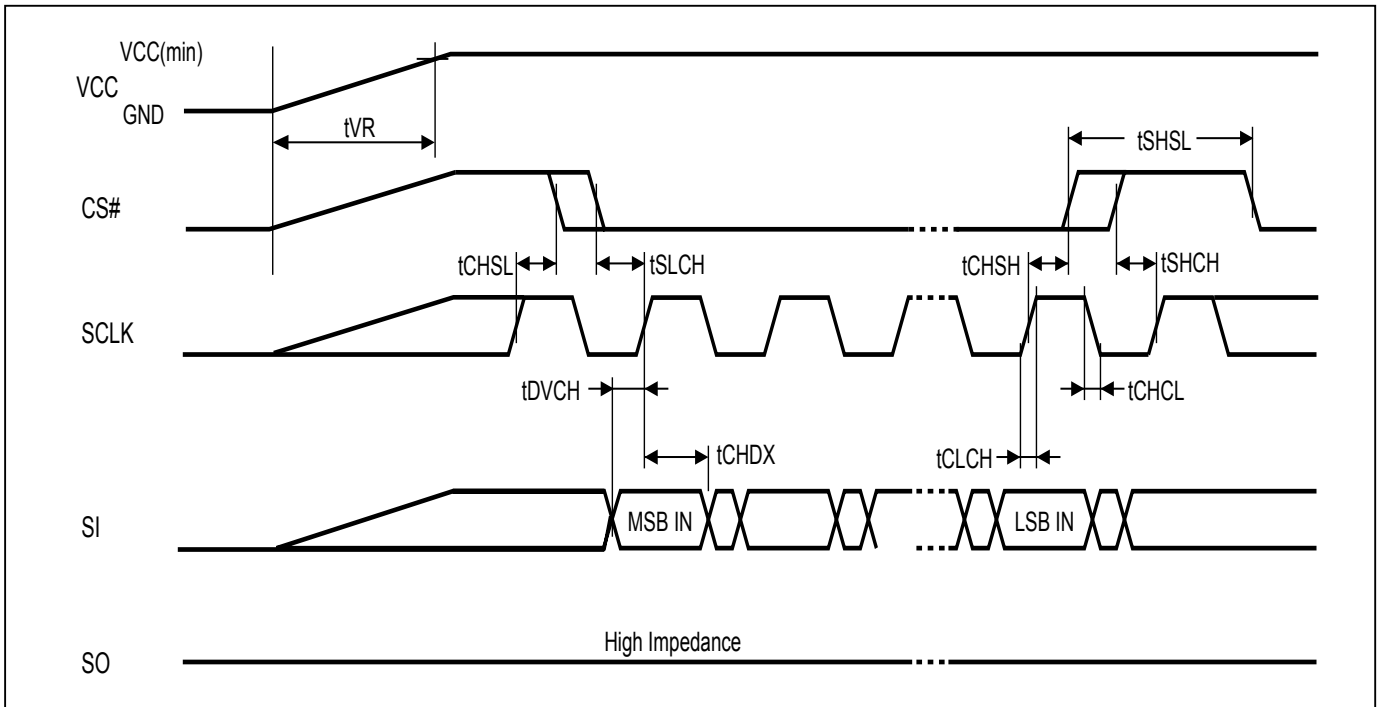 VCC(min)
VCC
GND
tVR
tSHSL
CS#
tCHSL
tSLCH
tCHSH
tSHCH
SCLK
tDVCH
tCHCL
tCHDX
tCLCH
SI
MSB IN
LSB IN
High Impedance
SO